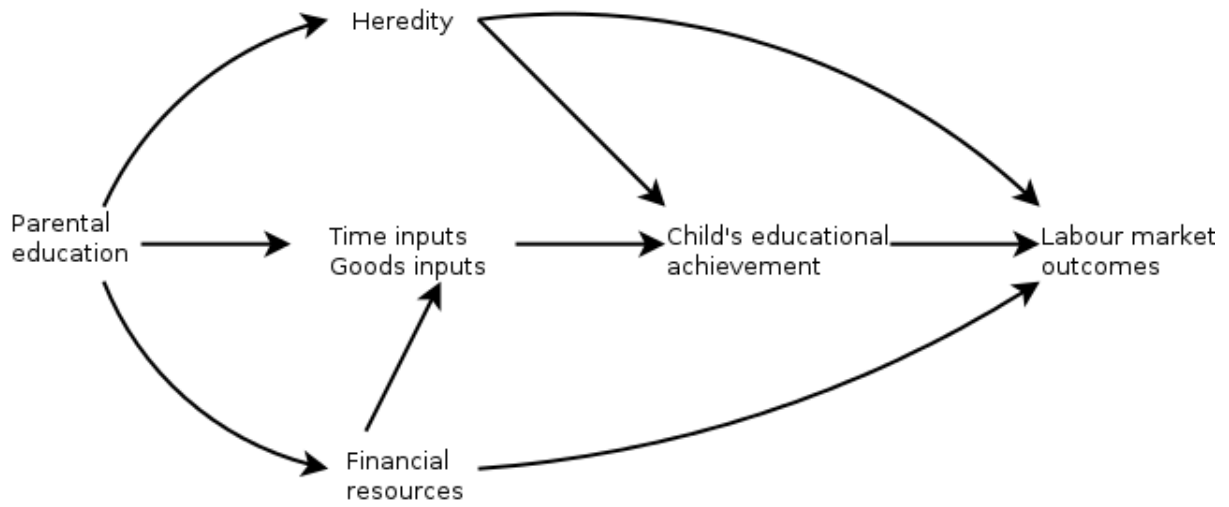 Heredity
Parental
education
Time inputs
Goods inputs
Child's educational
achievement
Labour market
outcomes
Financial
resources